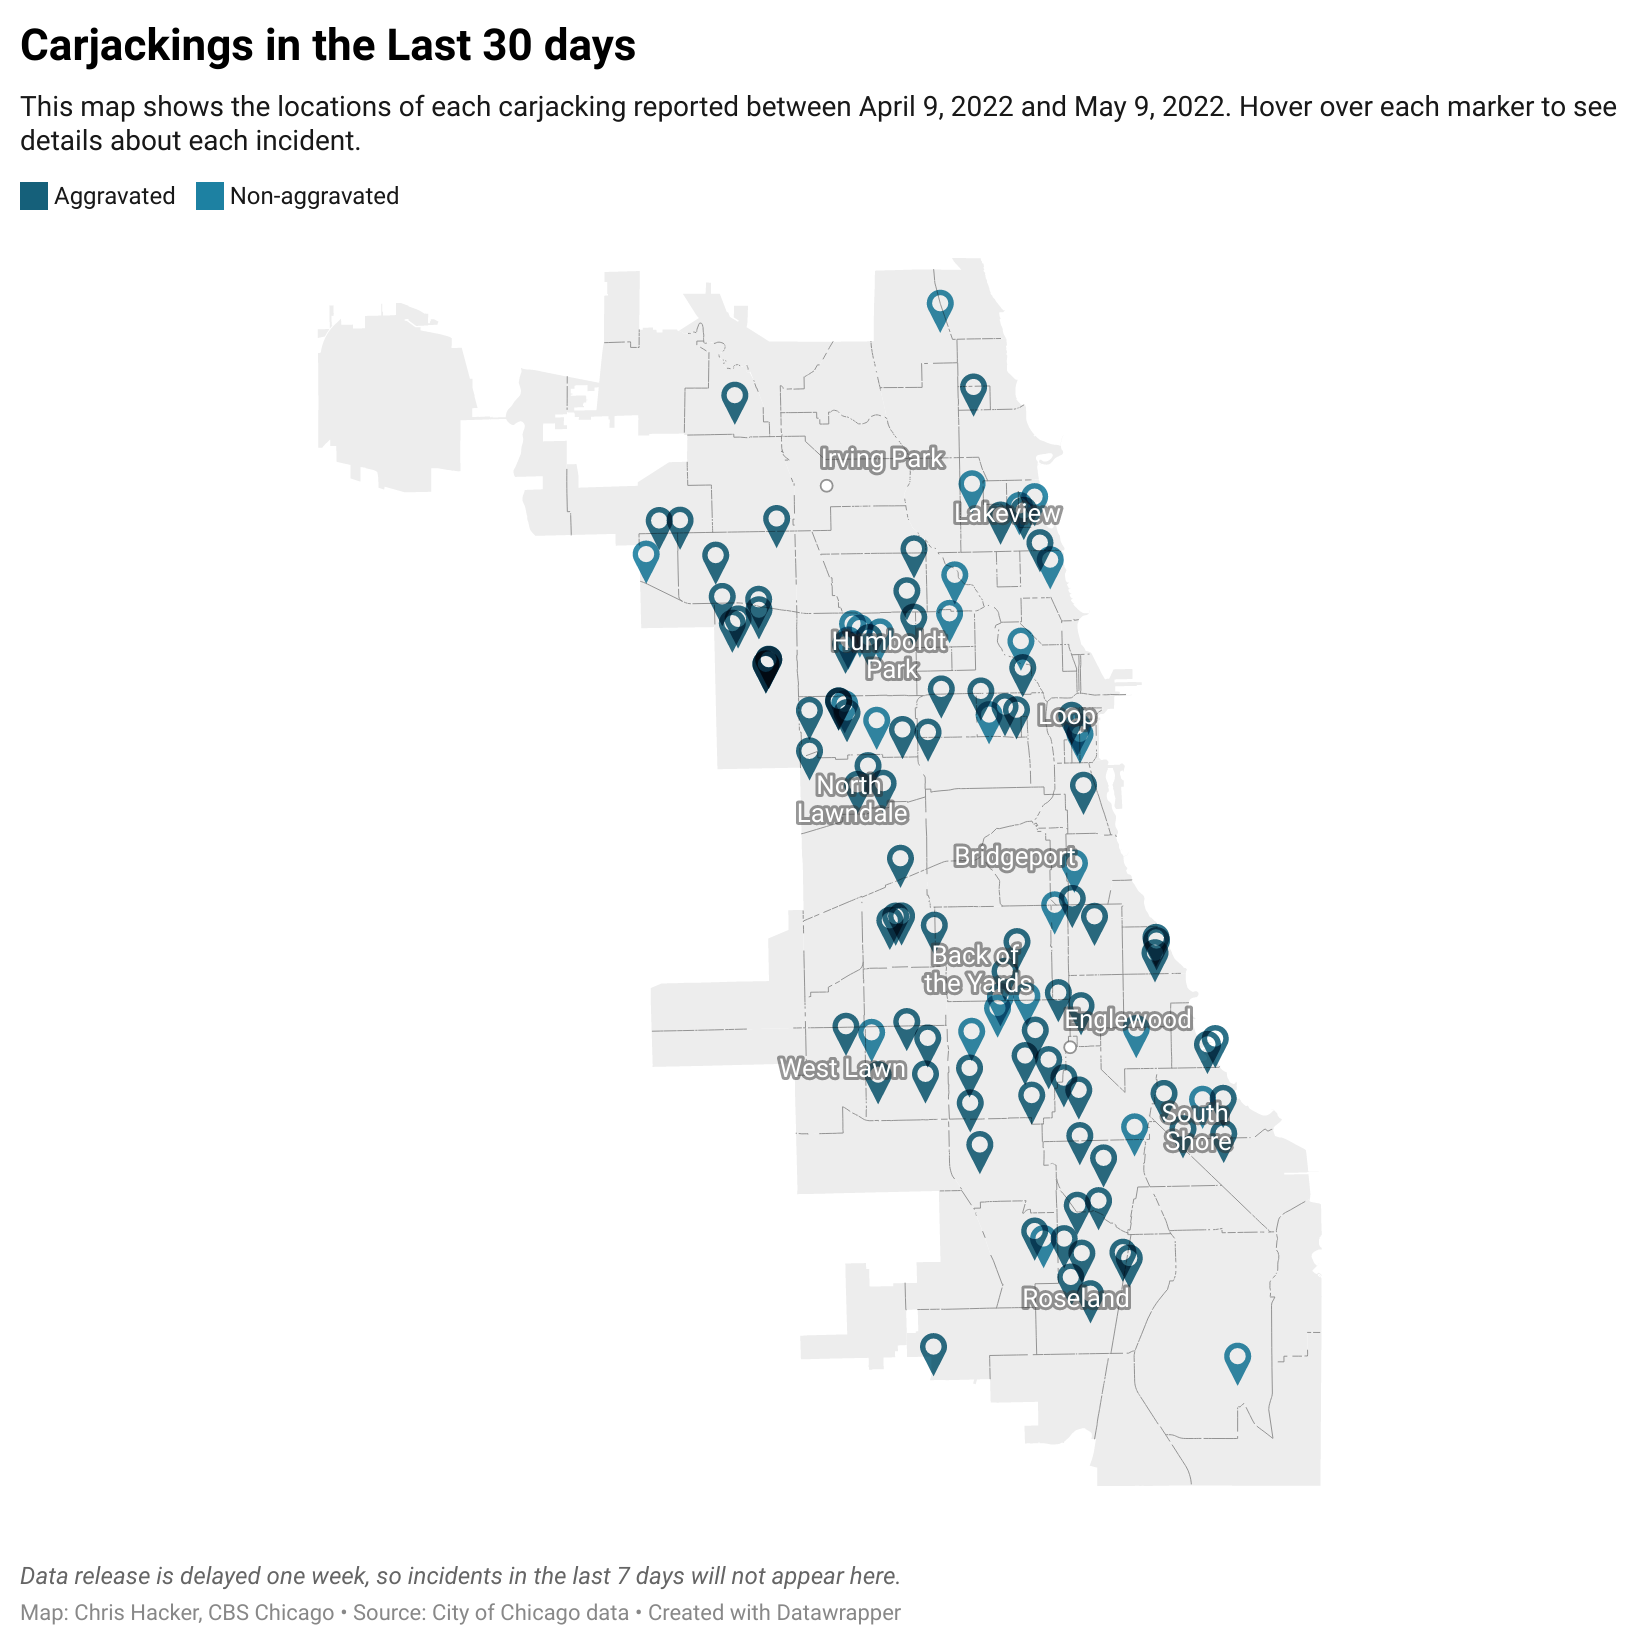 Carjackings in the Last 30 days
This map shows the locations of each carjacking reported between April 9, 2022 and May 9, 2022. Hover over each marker to see
details about each incident.
Aggravated Non-aggravated
Irving Park
Lakeview
Humboldt
Park
Loop
North
Lawndale
Bridgeport
Back of
the Yards
Englewood
West Lawn
South
Shore
Roseland
Data release is delayed one week, so incidents in the last 7 days will not appear here.
Map: Chris Hacker, CBS Chicago • Source: City of Chicago data • Created with Datawrapper